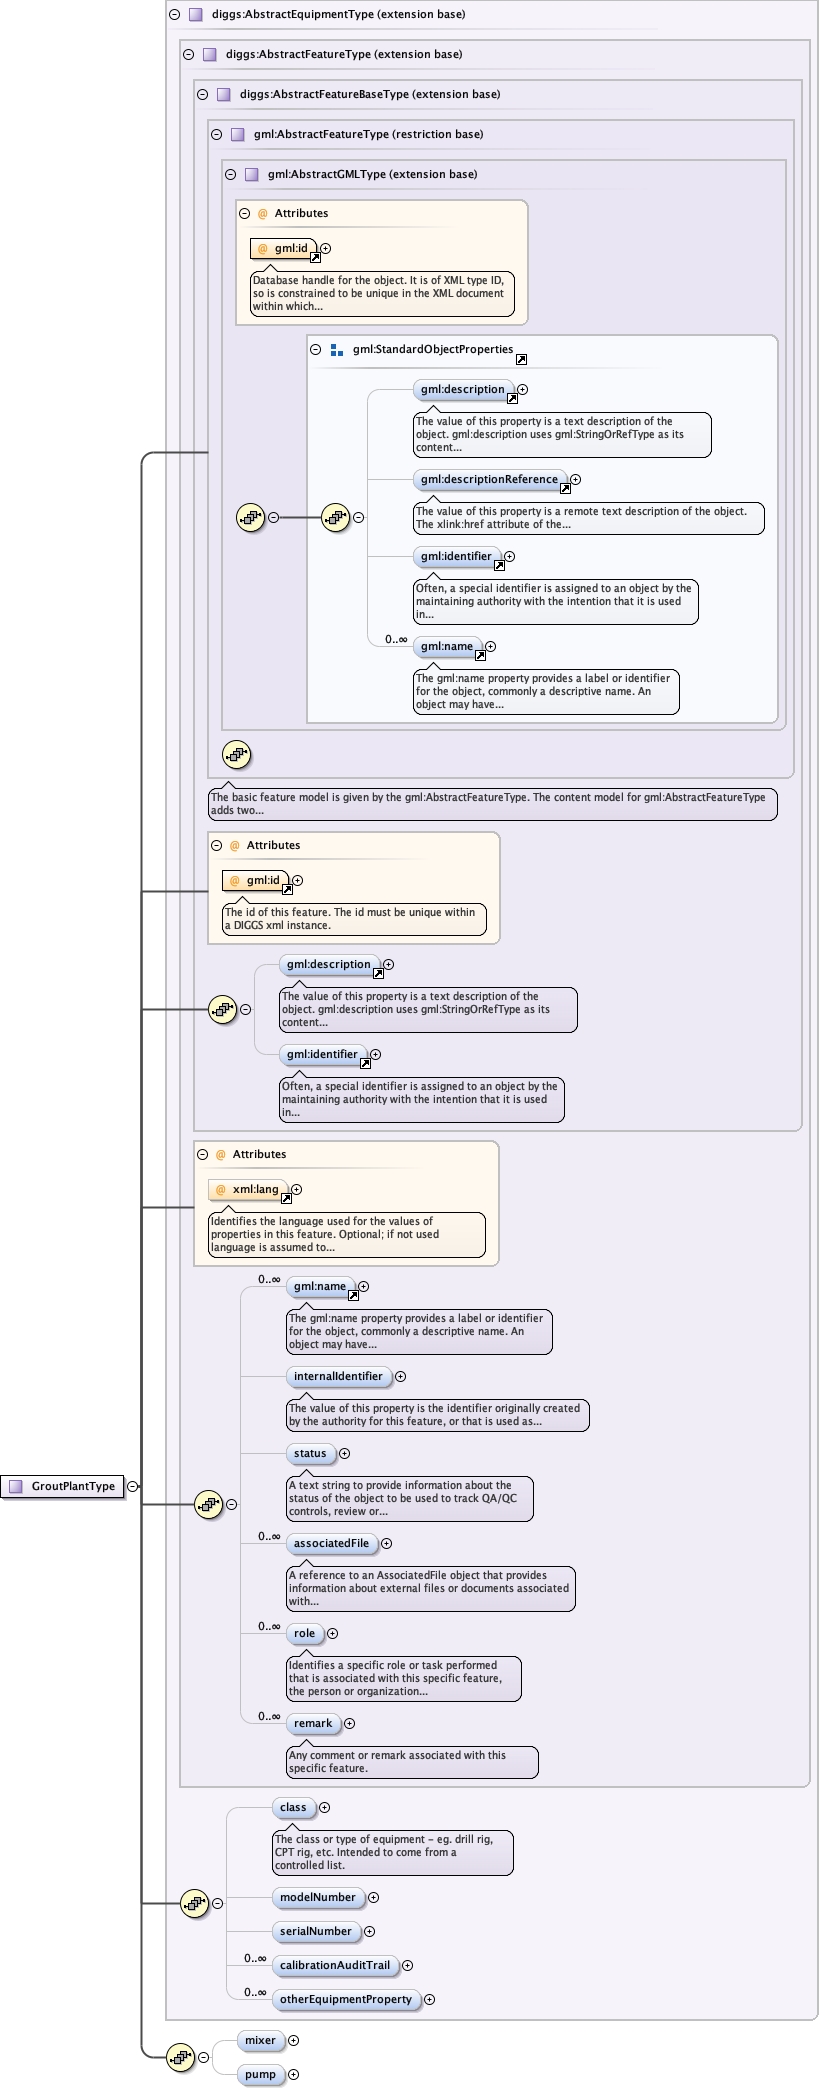 diggs:AbstractEquipmentType (extension base)
diggs:AbstractFeatureType (extension base)
diggs:AbstractFeatureBaseType (extension base)
gml:AbstractFeatureType (restriction base)
gml:AbstractGMLType (extension base)
@ Attributes
@ gml:id
Database handle for the object. It is of XML type ID,
so is constrained to be unique in the XML document
within which...
gml:StandardObjectProperties
gml:description
The value of this property is a text description of the
object. gml:description uses gml:StringOrRefType as its
content...
gml:descriptionReference
The value of this property is a remote text description of the object.
The xlink:href attribute of the...
gml:identifier
Often, a special identifier is assigned to an object by the
maintaining authority with the intention that it is used
in...
0..∞
gml:name
The gml:name property provides a label or identifier
for the object, commonly a descriptive name. An
object may have...
The basic feature model is given by the gml:AbstractFeatureType. The content model for gml:AbstractFeatureType
adds two...
@ Attributes
@ gml:id
The id of this feature. The id must be unique within
a DIGGS xml instance.
gml:description
The value of this property is a text description of the
object. gml:description uses gml:StringOrRefType as its
content...
gml:identifier
Often, a special identifier is assigned to an object by the
maintaining authority with the intention that it is used
in...
@ Attributes
@ xml:lang
Identifies the language used for the values of
properties in this feature. Optional; if not used
language is assumed to...
0..∞
gml:name
The gml:name property provides a label or identifier
for the object, commonly a descriptive name. An
object may have...
internalIdentifier
The value of this property is the identifier originally created
by the authority for this feature, or that is used as...
status
A text string to provide information about the
status of the object to be used to track QA/QC
controls, review or...
GroutPlantType
0..∞
associatedFile
A reference to an AssociatedFile object that provides
information about external files or documents associated
with...
0..∞
role
Identifies a specific role or task performed
that is associated with this specific feature,
the person or organization...
0..∞
remark
Any comment or remark associated with this
specific feature.
class
The class or type of equipment - eg. drill rig,
CPT rig, etc. Intended to come from a
controlled list.
modelNumber
serialNumber
0..∞
calibrationAuditTrail
0..∞
otherEquipmentProperty
mixer
pump